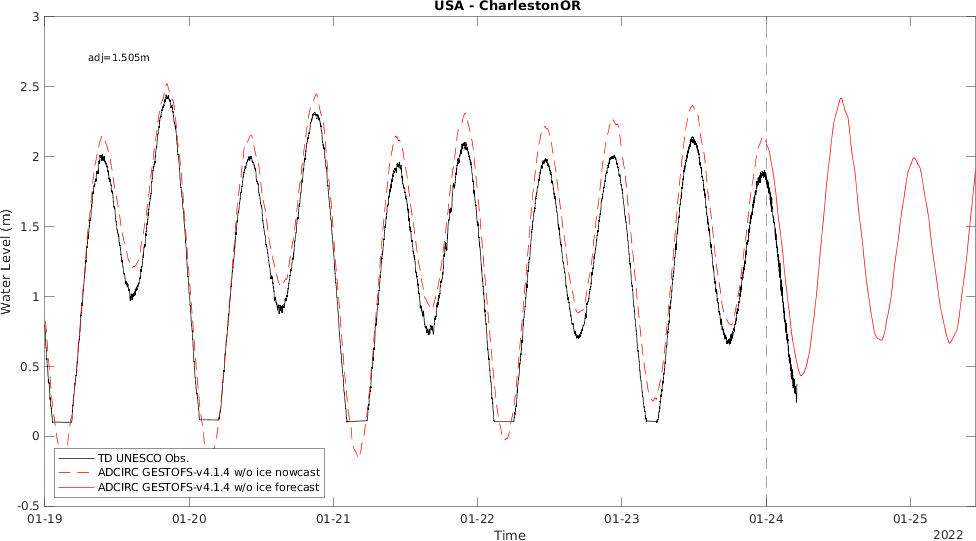 USA - CharlestonOR
adj=1.505m
Water Level (m)
3
2.5
2
1.5
1
0.5
0
-0.5
TD UNESCO Obs.
ADCIRC GESTOFS-v4.1.4 w/o ice nowcast
ADCIRC GESTOFS-v4.1.4 w/o ice forecast
01-19 01-20 01-21 01-22 01-23 01-24 01-25
Time
2022